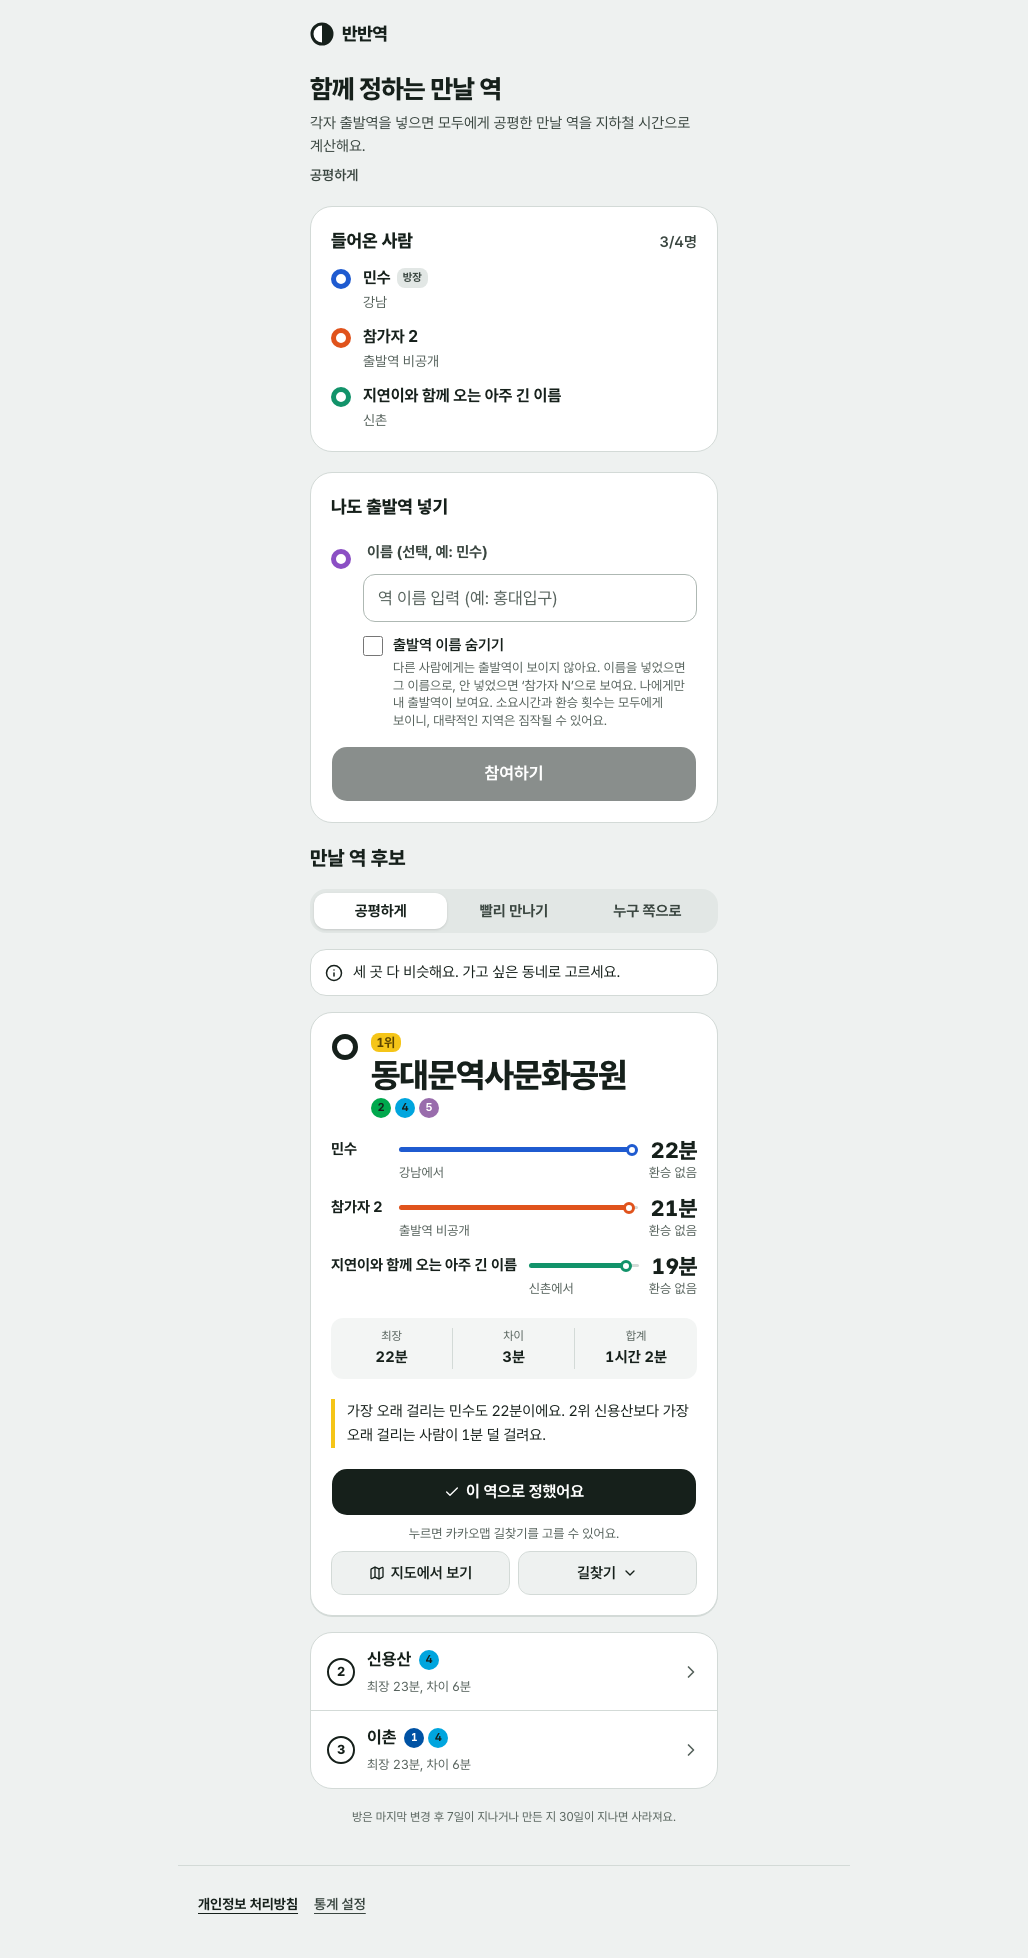 반반역
함께 정하는 만날 역
각자 출발역을 넣으면 모두에게 공평한 만날 역을 지하철 시간으로
계산해요.
공평하게
들어온 사람
3/4명
민수 방장
강남
참가자 2
출발역 비공개
지연이와 함께 오는 아주 긴 이름
신촌
나도 출발역 넣기
이름 (선택, 예: 민수)
역 이름 입력 (예: 홍대입구)
출발역 이름 숨기기
다른 사람에게는 출발역이 보이지 않아요. 이름을 넣었으면
그 이름으로, 안 넣었으면 ‘참가자 N’으로 보여요. 나에게만
내 출발역이 보여요. 소요시간과 환승 횟수는 모두에게
보이니, 대략적인 지역은 짐작될 수 있어요.
참여하기
만날 역 후보
공평하게 빨리 만나기 누구 쪽으로
세 곳 다 비슷해요. 가고 싶은 동네로 고르세요.
1위
동대문역사문화공원
2 4 5
민수 22분
강남에서 환승 없음
참가자 2 21분
출발역 비공개 환승 없음
지연이와 함께 오는 아주 긴 이름 19분
신촌에서 환승 없음
최장 차이 합계
22분 3분 1시간 2분
가장 오래 걸리는 민수도 22분이에요. 2위 신용산보다 가장
오래 걸리는 사람이 1분 덜 걸려요.
이 역으로 정했어요
누르면 카카오맵 길찾기를 고를 수 있어요.
지도에서 보기 길찾기
2 신용산 4
최장 23분, 차이 6분
3 이촌 1 4
최장 23분, 차이 6분
방은 마지막 변경 후 7일이 지나거나 만든 지 30일이 지나면 사라져요.
개인정보 처리방침 통계 설정